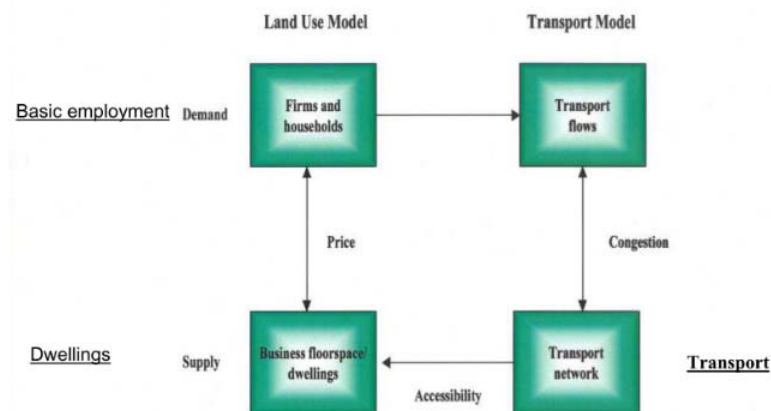 Land Use Model
Transport Model
Basic employment
Demand
Firms and
households
Transport
flows
Price
Congestion
Dwellings
Supply
Business floorspace/
dwellings
Accessibility
Transport
network
Transport